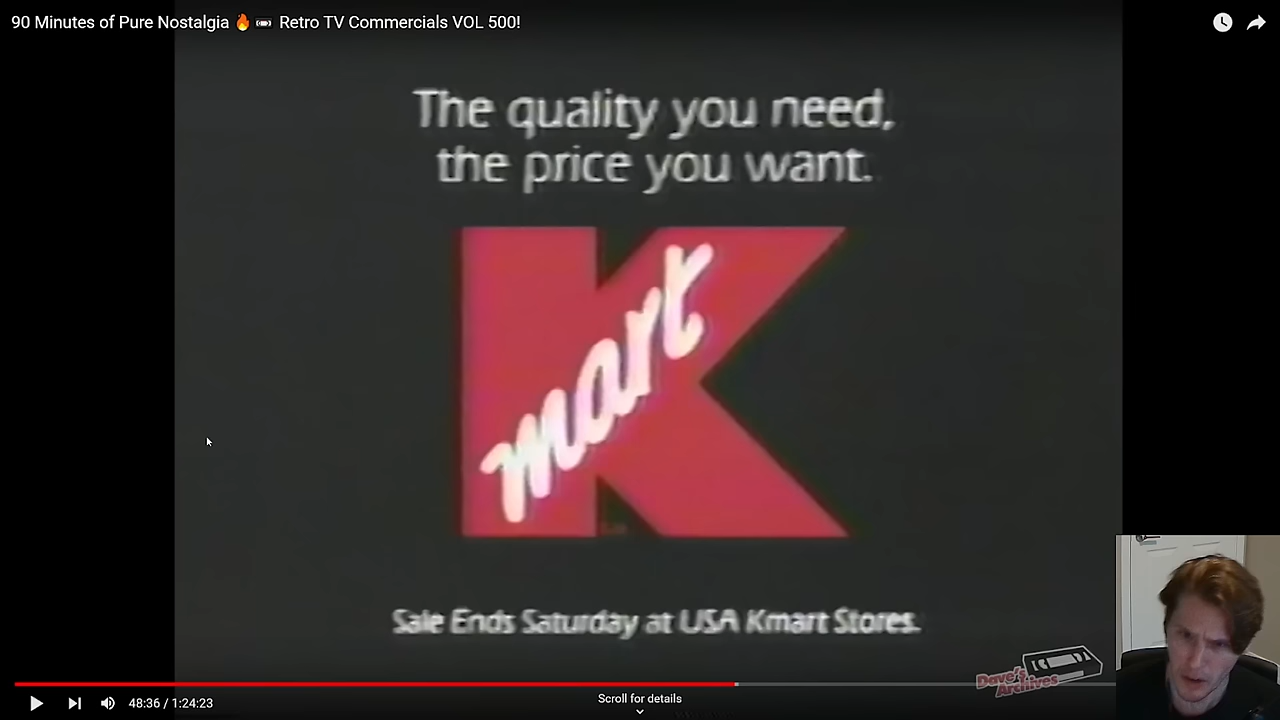 90 Minutes of Pure Nostalgia 🔥📼 Retro TV Commercials VOL 500!
The quality you need,
the price you want.
K
mart
Sale Ends Saturday at USA Kmart Stores.
Dave's
Archives
48:36 / 1:24:23
Scroll for details